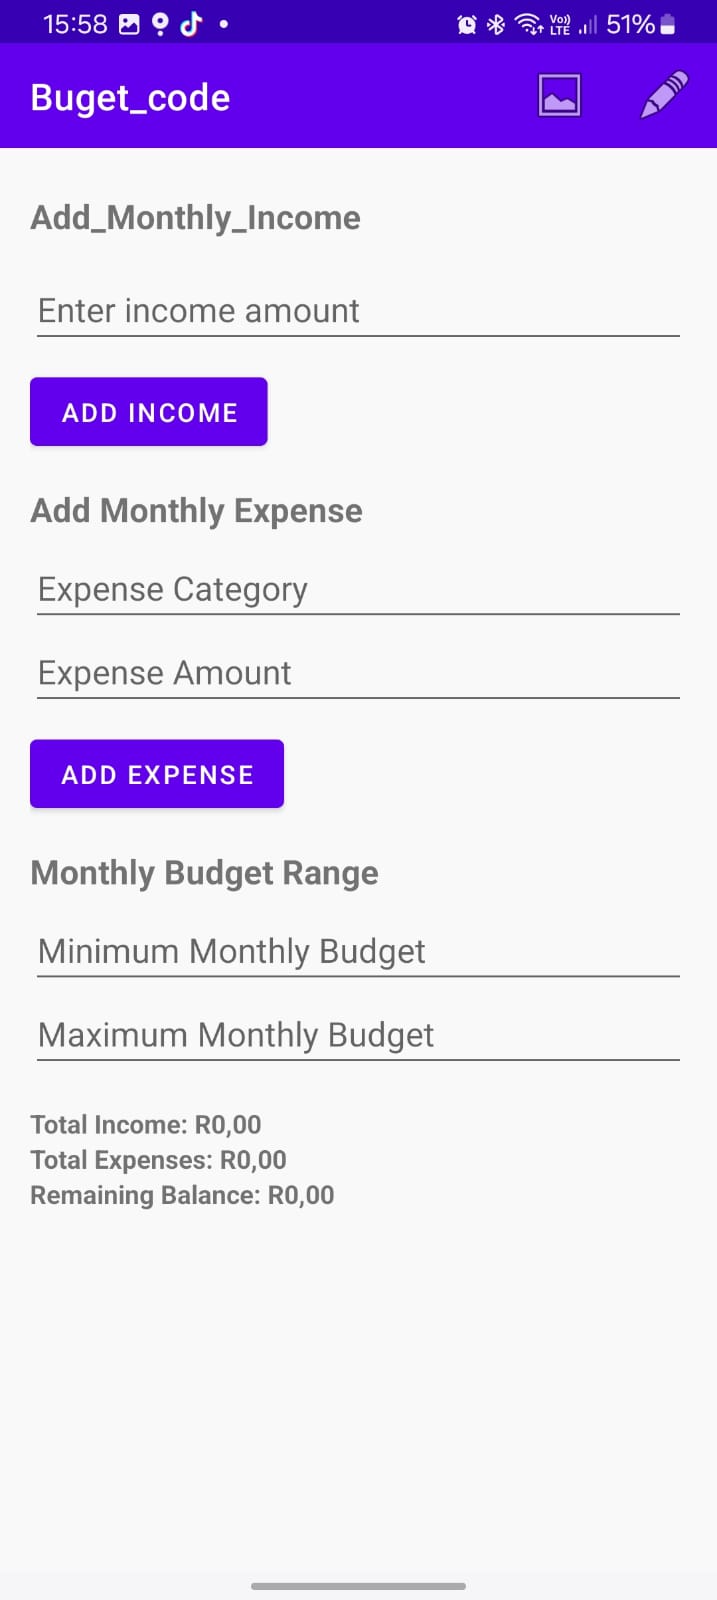 15:58 Vo)) LTE 51%
Buget_code
Add_Monthly_Income
Enter income amount
ADD INCOME
Add Monthly Expense
Expense Category
Expense Amount
ADD EXPENSE
Monthly Budget Range
Minimum Monthly Budget
Maximum Monthly Budget
Total Income: R0,00
Total Expenses: R0,00
Remaining Balance: R0,00